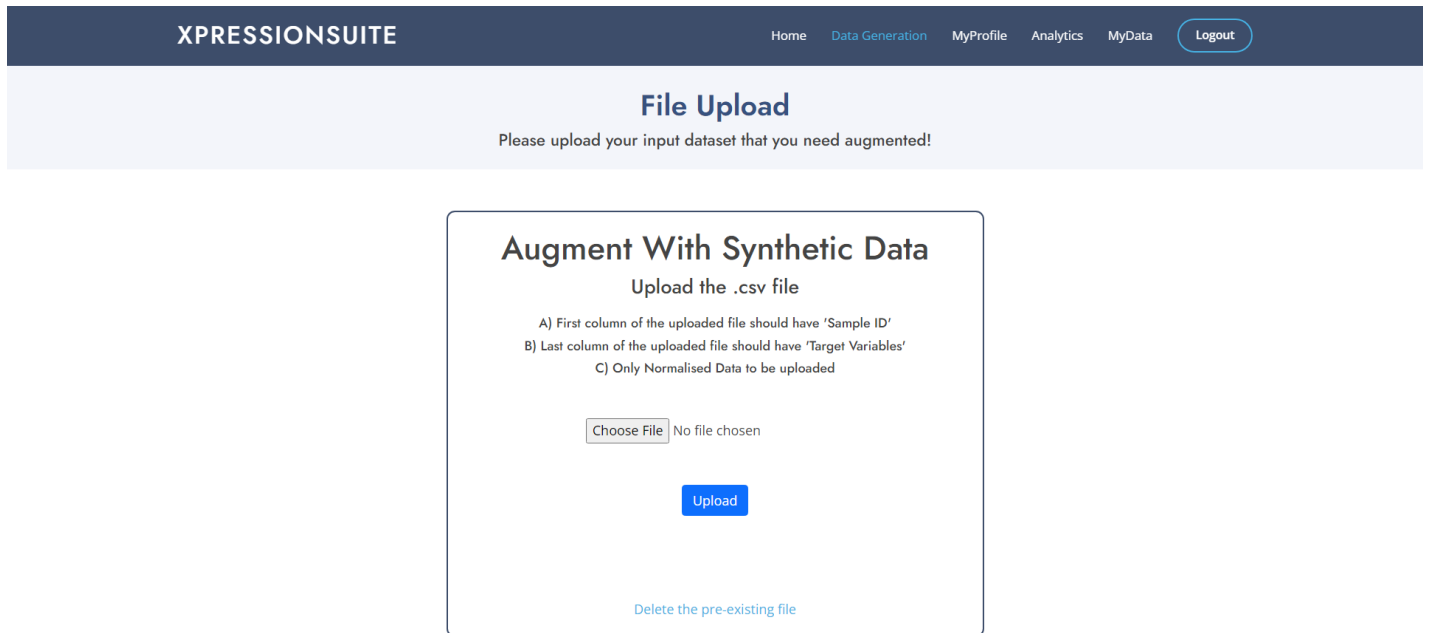 XPRESSIONSUITE
Home Data Generation MyProfile Analytics MyData Logout
File Upload
Please upload your input dataset that you need augmented!
Augment With Synthetic Data
Upload the .csv file
A) First column of the uploaded file should have 'Sample ID'
B) Last column of the uploaded file should have 'Target Variables'
C) Only Normalised Data to be uploaded
Choose File No file chosen
Upload
Delete the pre-existing file